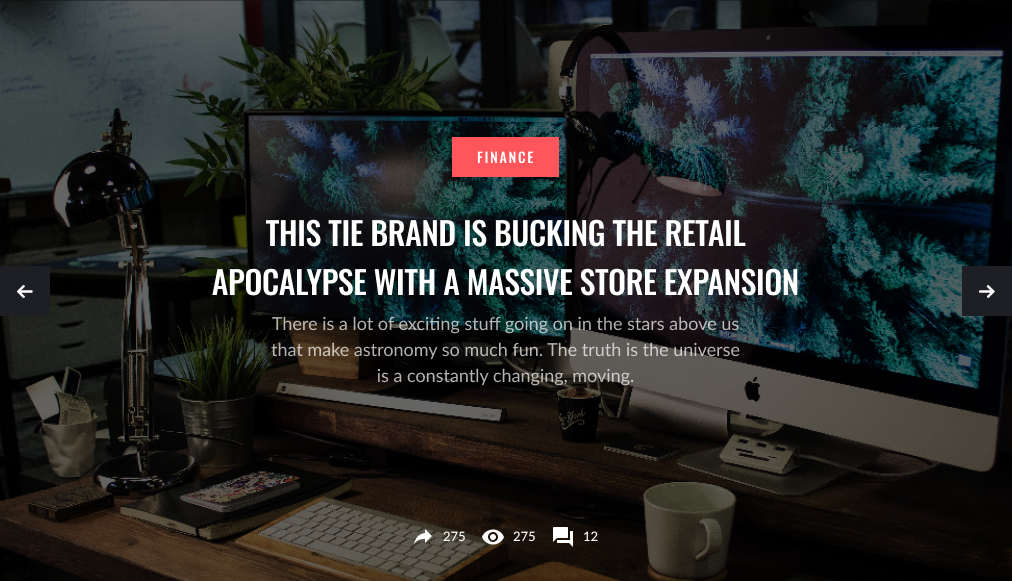 FINANCE
THIS TIE BRAND IS BUCKING THE RETAIL
APOCALYPSE WITH A MASSIVE STORE EXPANSION
There is a lot of exciting stuff going on in the stars above us
that make astronomy so much fun. The truth is the universe
is a constantly changing, moving.
275 275 12